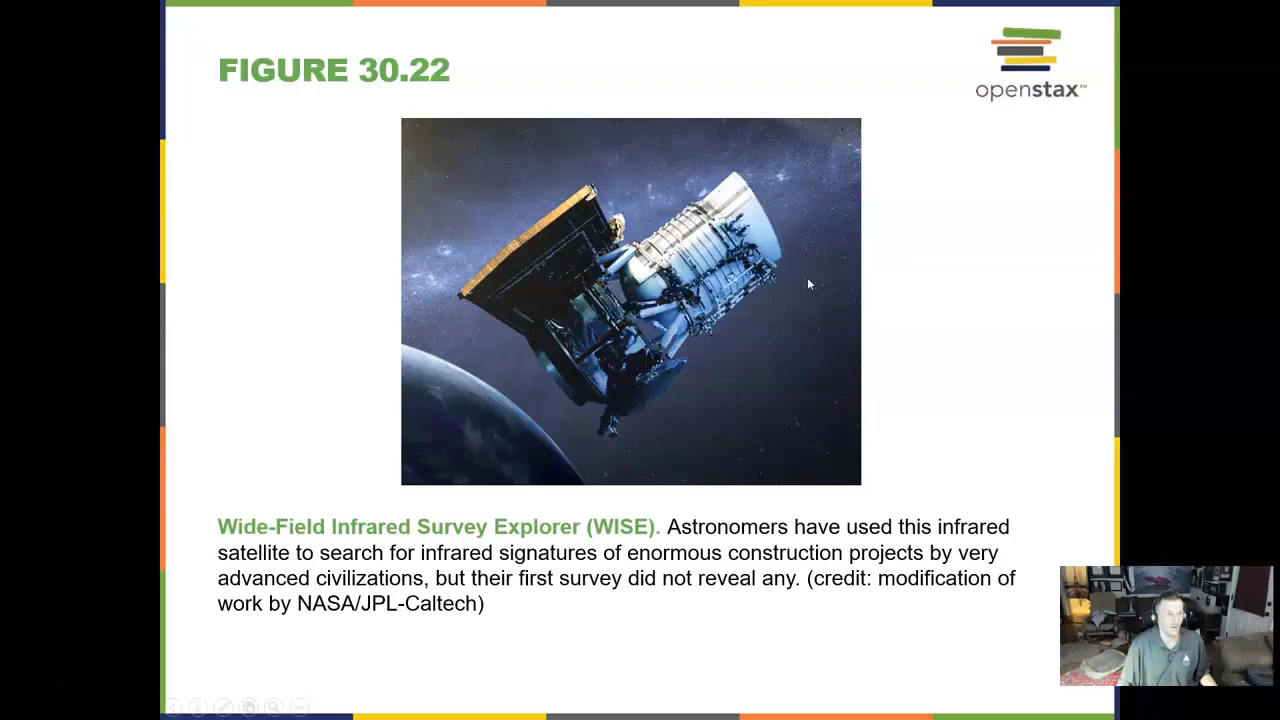 FIGURE 30.22
openstax™
Wide-Field Infrared Survey Explorer (WISE). Astronomers have used this infrared
satellite to search for infrared signatures of enormous construction projects by very
advanced civilizations, but their first survey did not reveal any. (credit: modification of
work by NASA/JPL-Caltech)